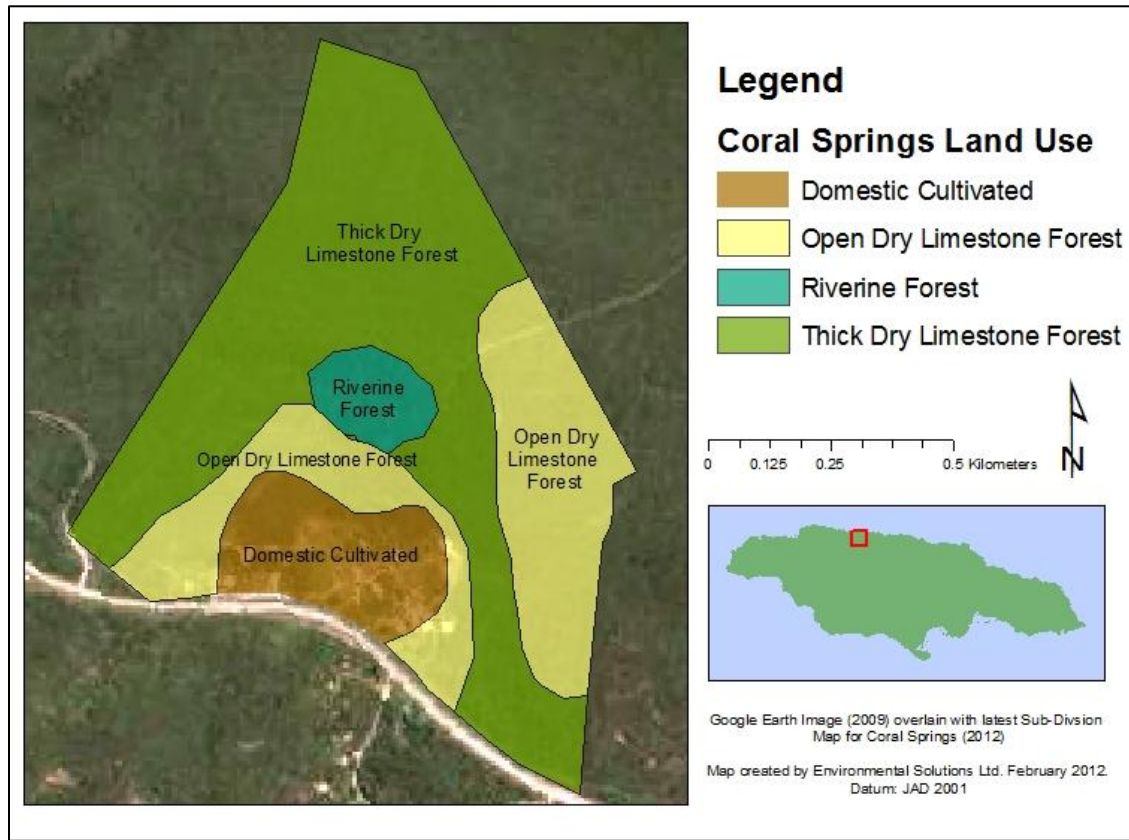 Thick Dry
Limestone Forest
Riverine
Forest
Open Dry Limestone Forest
Open Dry
Limestone
Forest
Domestic Cultivated
Legend
Coral Springs Land Use
Domestic Cultivated
Open Dry Limestone Forest
Riverine Forest
Thick Dry Limestone Forest
N
0 0.125 0.25 0.5 Kilometers
Google Earth Image (2009) overlain with latest Sub-Divsion
Map for Coral Springs (2012)
Map created by Environmental Solutions Ltd. February 2012.
Datum: JAD 2001